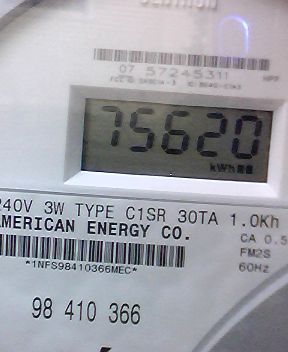 CENTRON
07 57245311
75620
kWh
240V 3W TYPE C1SR 30TA 1.0Kh
AMERICAN ENERGY CO.
CA 0.5
*1NFS98410366MEC*
FM2S
60Hz
98 410 366